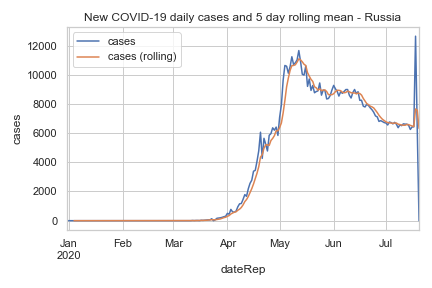 New COVID-19 daily cases and 5 day rolling mean - Russia
cases
cases (rolling)
12000
10000
8000
6000
4000
2000
0
cases
Jan Feb Mar Apr May Jun Jul
2020
dateRep